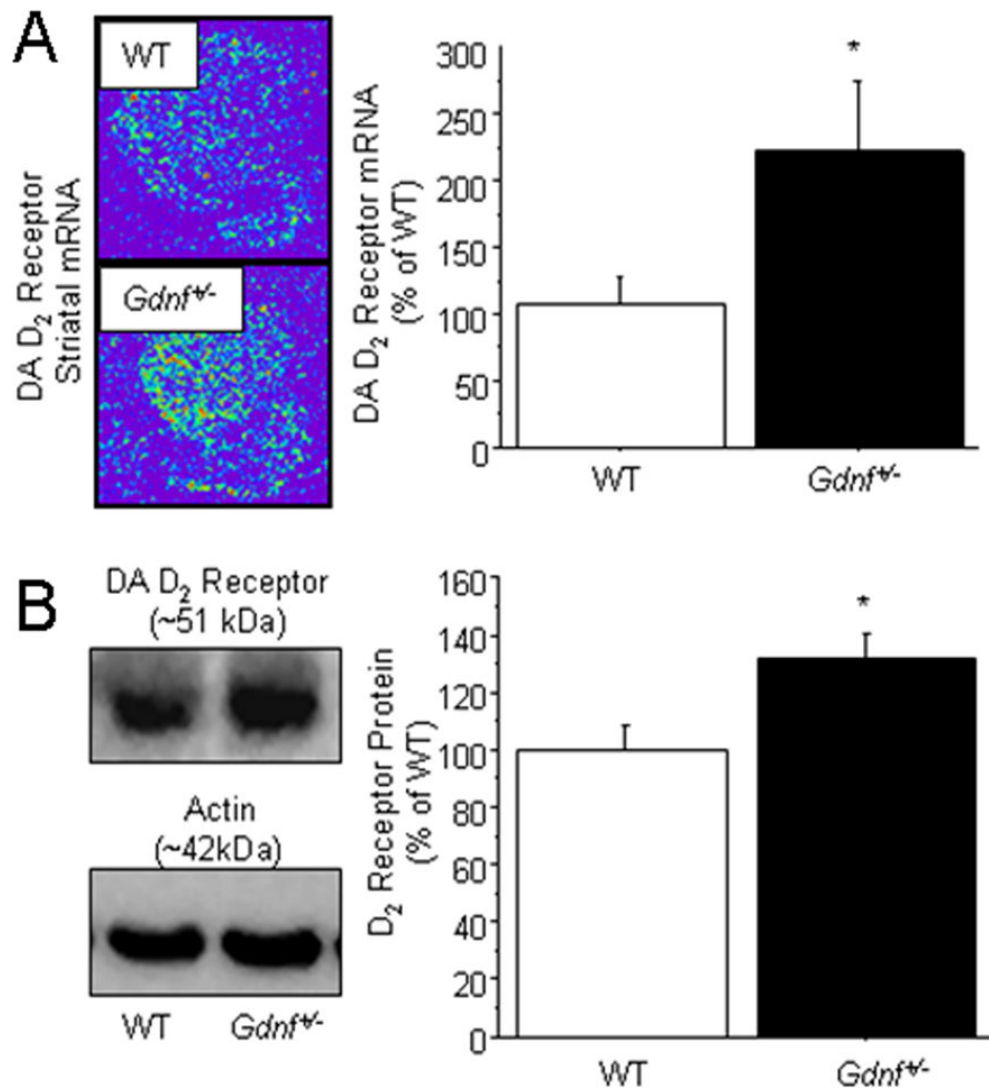 A
WT
Gdnf+/-
DA D2 Receptor
Striatal mRNA
DA D2 Receptor mRNA
(% of WT)
300
250
200
150
100
50
0
*
WT
Gdnf+/-
B
DA D2 Receptor
(~51 kDa)
Actin
(~42kDa)
WT
Gdnf+/-
D2 Receptor Protein
(% of WT)
160
140
120
100
80
60
40
20
0
*
WT
Gdnf+/-